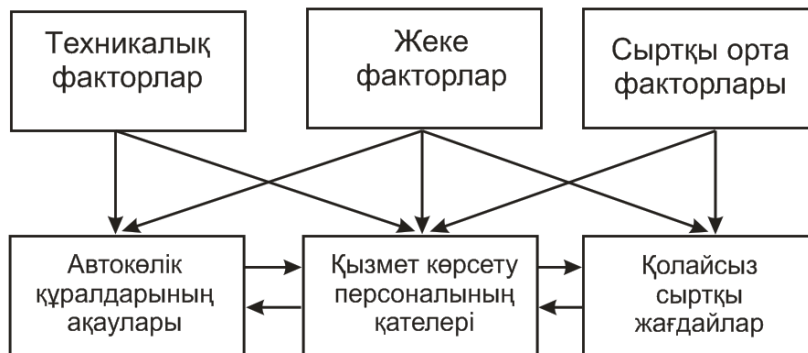 Техникалық
факторлар
Жеке
факторлар
Сыртқы орта
факторлары
Автокөлік
құралдарының
ақаулары
Қызмет көрсету
персоналының
қателері
Қолайсыз
сыртқы
жағдайлар